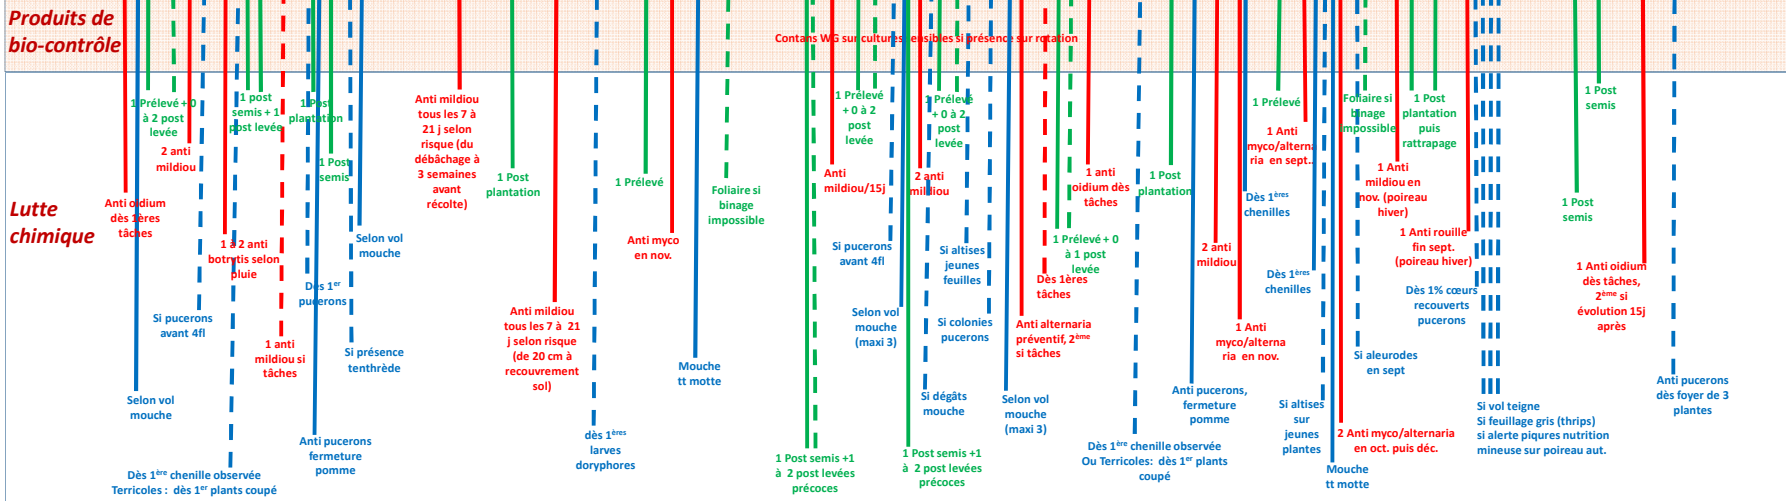 Produits de
bio-contrôle
Contans WG sur cultures sensibles si présence sur rotation
Lutte
chimique
Anti oidium
dès 1ères
tâches
1 Prélevé + 0
à 2 post
levée
2 anti
mildiou
Selon vol
mouche
Si pucerons
avant 4fl
1 à 2 anti
botrytis selon
pluie
Dès 1ère chenille observée
Terricoles : dès 1er plants coupé
1 post
semis + 1
post levée
1 anti
mildiou si
tâches
1 Post
plantation
Dès 1er
pucerons
Anti pucerons
fermeture
pomme
1 Post
semis
Si présence
tenthrède
Selon vol
mouche
Anti mildiou
tous les 7 à
21 j selon
risque (du
débâchage à
3 semaines
avant
récolte)
1 Post
plantation
Anti mildiou
tous les 7 à 21
j selon risque
(de 20 cm à
recouvrement
sol)
dès 1ères
larves
doryphores
1 Prélevé
Anti myco
en nov.
Mouche
tt motte
Foliaire si
binage
impossible
1 Post semis +1
à 2 post levées
précoces
Anti
mildiou/15j
1 Prélevé
+ 0 à 2
post
levée
Si pucerons
avant 4fl
Selon vol
mouche
(maxi 3)
1 Post semis +1
à 2 post levées
précoces
2 anti
mildiou
Si dégâts
mouche
1 Prélevé
+ 0 à 2
post
levée
Si altises
jeunes
feuilles
Si colonies
pucerons
Selon vol
mouche
(maxi 3)
Anti alternaria
préventif, 2ème
si tâches
Dès 1ères
tâches
1 Prélevé + 0
à 1 post
levée
1 anti
oidium dès
tâches
Dès 1ère chenille observée
Ou Terricoles: dès 1er plants
coupé
1 Post
plantation
Anti pucerons,
fermeture
pomme
2 anti
mildiou
1 Anti
myco/alterna
ria en nov.
Dès 1ères
chenilles
1 Prélevé
1 Anti
myco/alterna
ria en sept..
Dès 1ères
chenilles
Si altises
sur
jeunes
plantes
Mouche
tt motte
2 Anti myco/alternaria
en oct. puis déc.
Si aleurodes
en sept
Foliaire si
binage
impossible
1 Anti
mildiou en
nov. (poireau
hiver)
1 Post
plantation
puis
rattrapage
1 Anti rouille
fin sept.
(poireau hiver)
Dès 1% cœurs
recouverts
pucerons
Si vol teigne
Si feuillage gris (thrips)
si alerte piqures nutrition
mineuse sur poireau aut.
1 Post
semis
1 Post
semis
1 Anti oidium
dès tâches,
2ème si
évolution 15j
après
Anti pucerons
dès foyer de 3
plantes